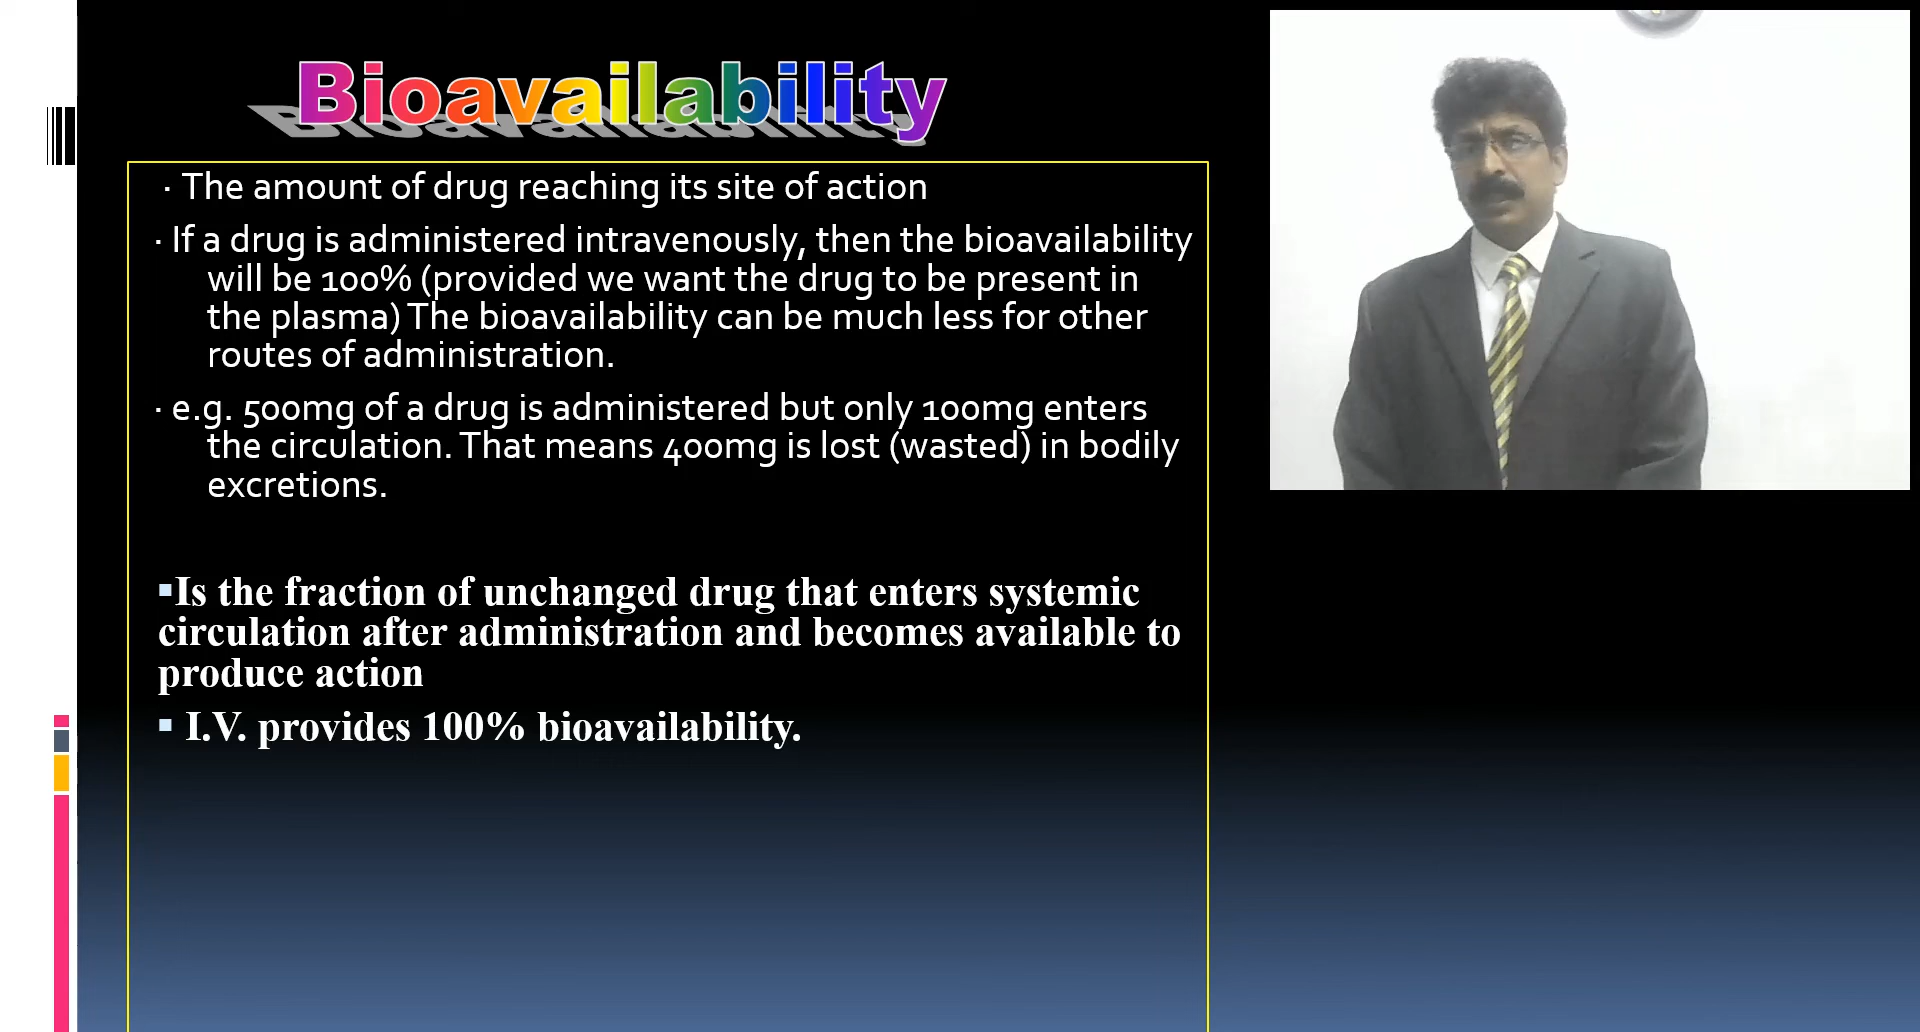 Bioavailability
· The amount of drug reaching its site of action
· If a drug is administered intravenously, then the bioavailability
will be 100% (provided we want the drug to be present in
the plasma) The bioavailability can be much less for other
routes of administration.
· e.g. 500mg of a drug is administered but only 100mg enters
the circulation. That means 400mg is lost (wasted) in bodily
excretions.
▪Is the fraction of unchanged drug that enters systemic
circulation after administration and becomes available to
produce action
▪ I.V. provides 100% bioavailability.